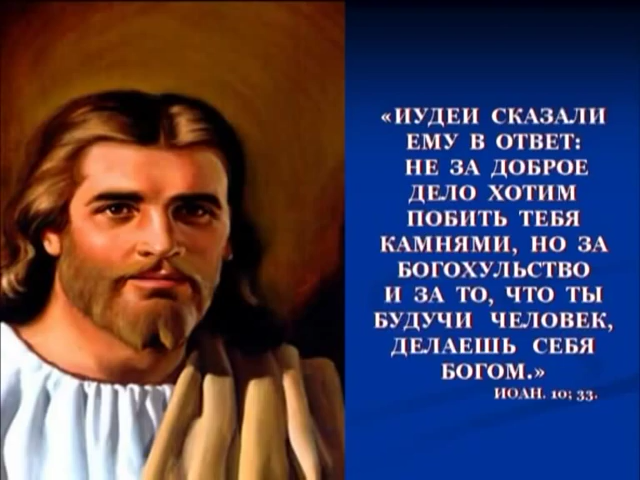 «ИУДЕИ СКАЗАЛИ
ЕМУ В ОТВЕТ:
НЕ ЗА ДОБРОЕ
ДЕЛО ХОТИМ
ПОБИТЬ ТЕБЯ
КАМНЯМИ, НО ЗА
БОГОХУЛЬСТВО
И ЗА ТО, ЧТО ТЫ
БУДУЧИ ЧЕЛОВЕК,
ДЕЛАЕШЬ СЕБЯ
БОГОМ.»
ИОАН. 10; 33.